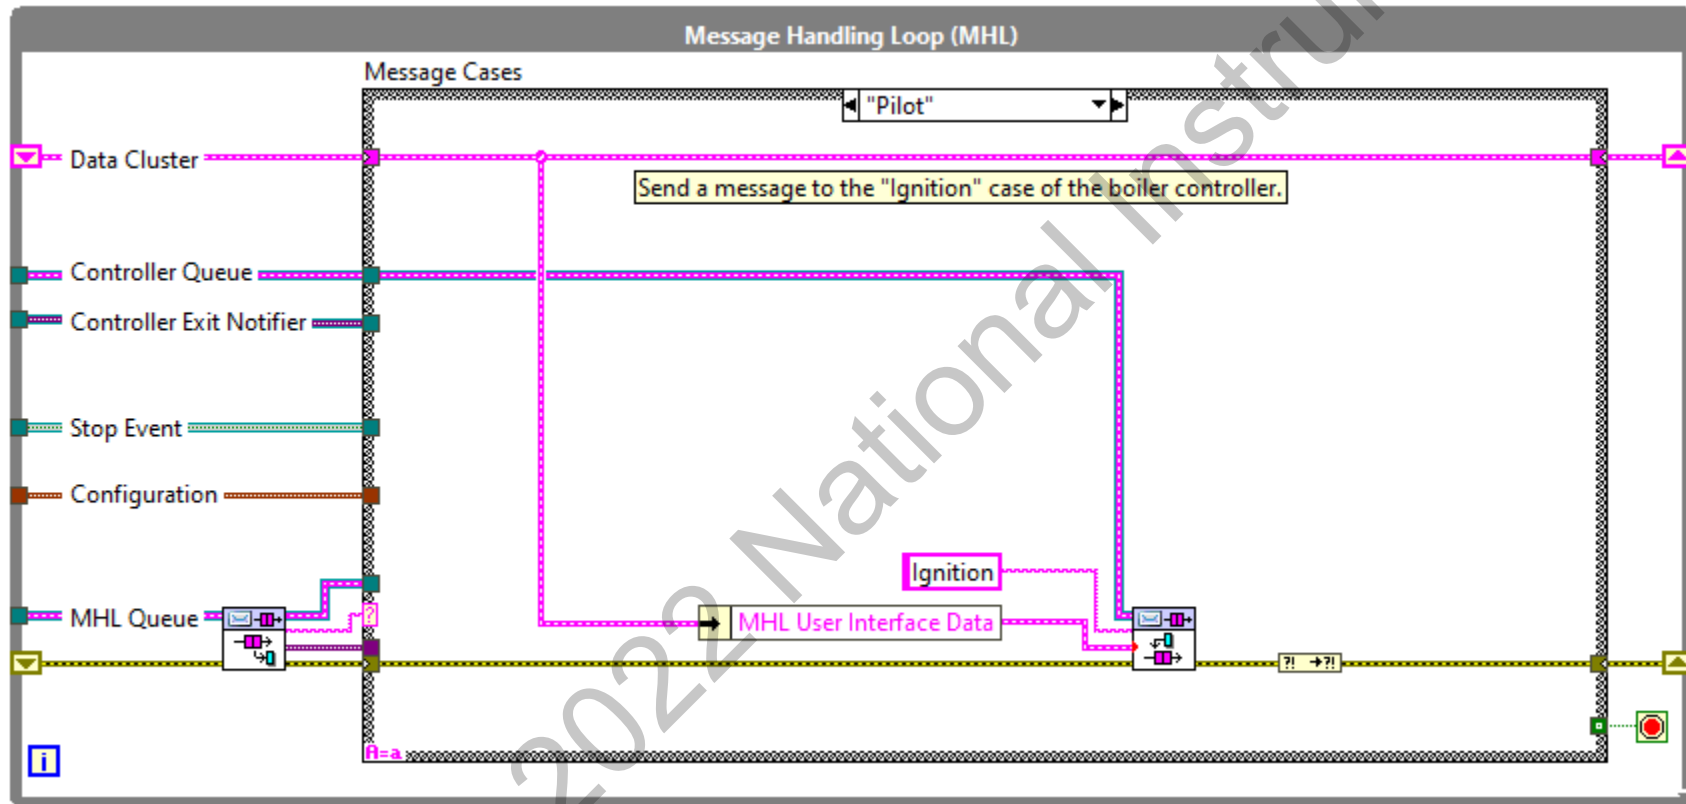 Message Handling Loop (MHL)
Message Cases
"Pilot"
Data Cluster
Send a message to the "Ignition" case of the boiler controller.
Controller Queue
Controller Exit Notifier
Stop Event
Configuration
Ignition
MHL Queue
?
MHL User Interface Data
?! ?!
A=a
i
2022 National Instru